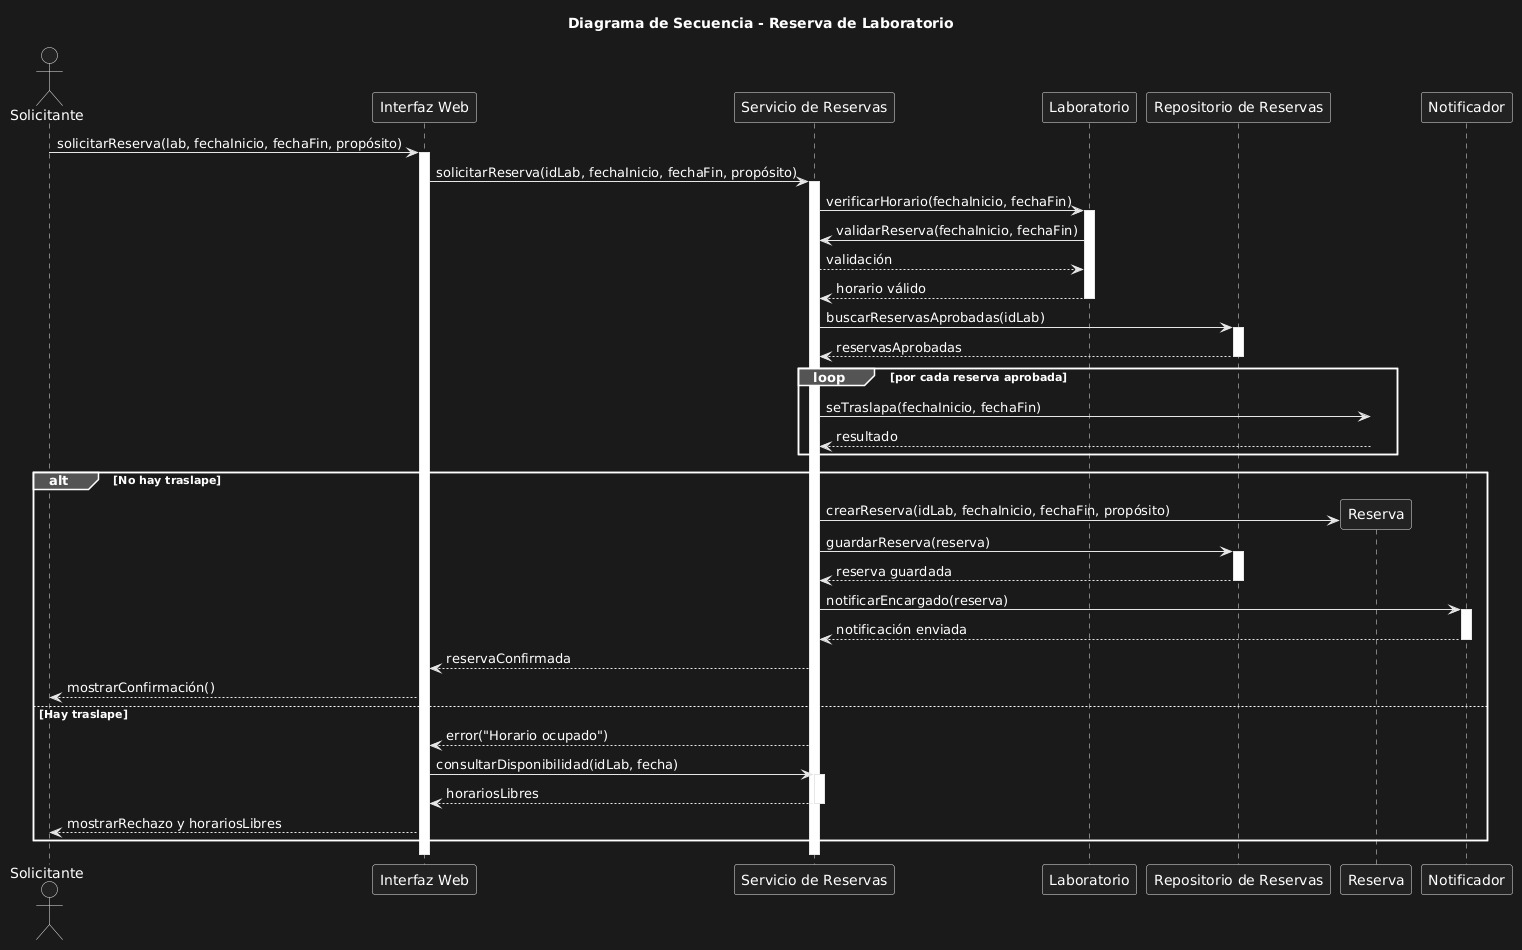 Diagrama de Secuencia - Reserva de Laboratorio
Solicitante
Interfaz Web
Servicio de Reservas
Laboratorio
Repositorio de Reservas
Notificador
solicitarReserva(lab, fechaInicio, fechaFin, propósito)
solicitarReserva(idLab, fechaInicio, fechaFin, propósito)
verificarHorario(fechaInicio, fechaFin)
validarReserva(fechaInicio, fechaFin)
validación
horario válido
buscarReservasAprobadas(idLab)
reservasAprobadas
loop [por cada reserva aprobada]
seTraslapa(fechaInicio, fechaFin)
resultado
alt [No hay traslape]
crearReserva(idLab, fechaInicio, fechaFin, propósito)
Reserva
guardarReserva(reserva)
reserva guardada
notificarEncargado(reserva)
notificación enviada
reservaConfirmada
mostrarConfirmación()
[Hay traslape]
error("Horario ocupado")
consultarDisponibilidad(idLab, fecha)
horariosLibres
mostrarRechazo y horariosLibres
Solicitante
Interfaz Web
Servicio de Reservas
Laboratorio
Repositorio de Reservas
Reserva
Notificador